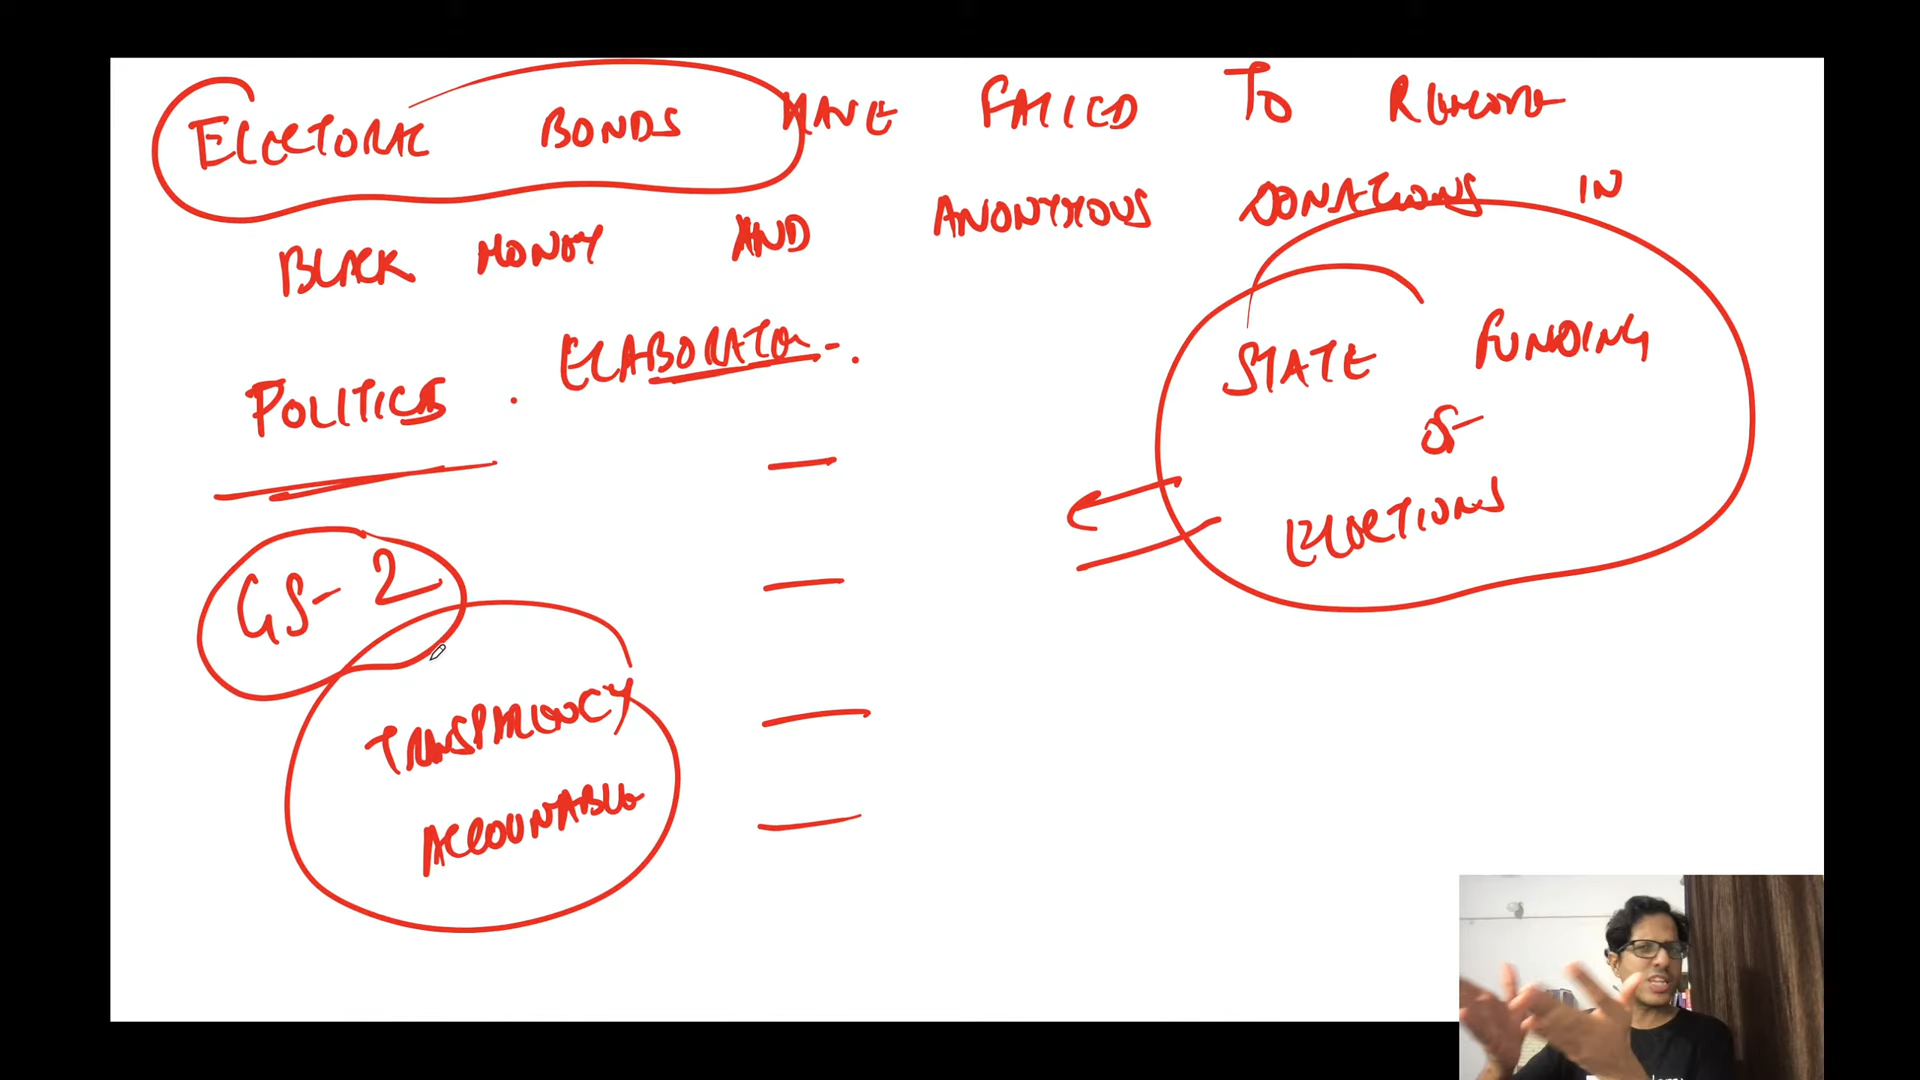 ELECTORAL BONDS HAVE FAILED TO REMOVE
BLACK MONEY AND ANONYMOUS DONATIONS IN
POLITICS. ELABORATE.
STATE FUNDING
OF
ELECTIONS
GS-2
TRANSPARENCY
ACCOUNTABLE